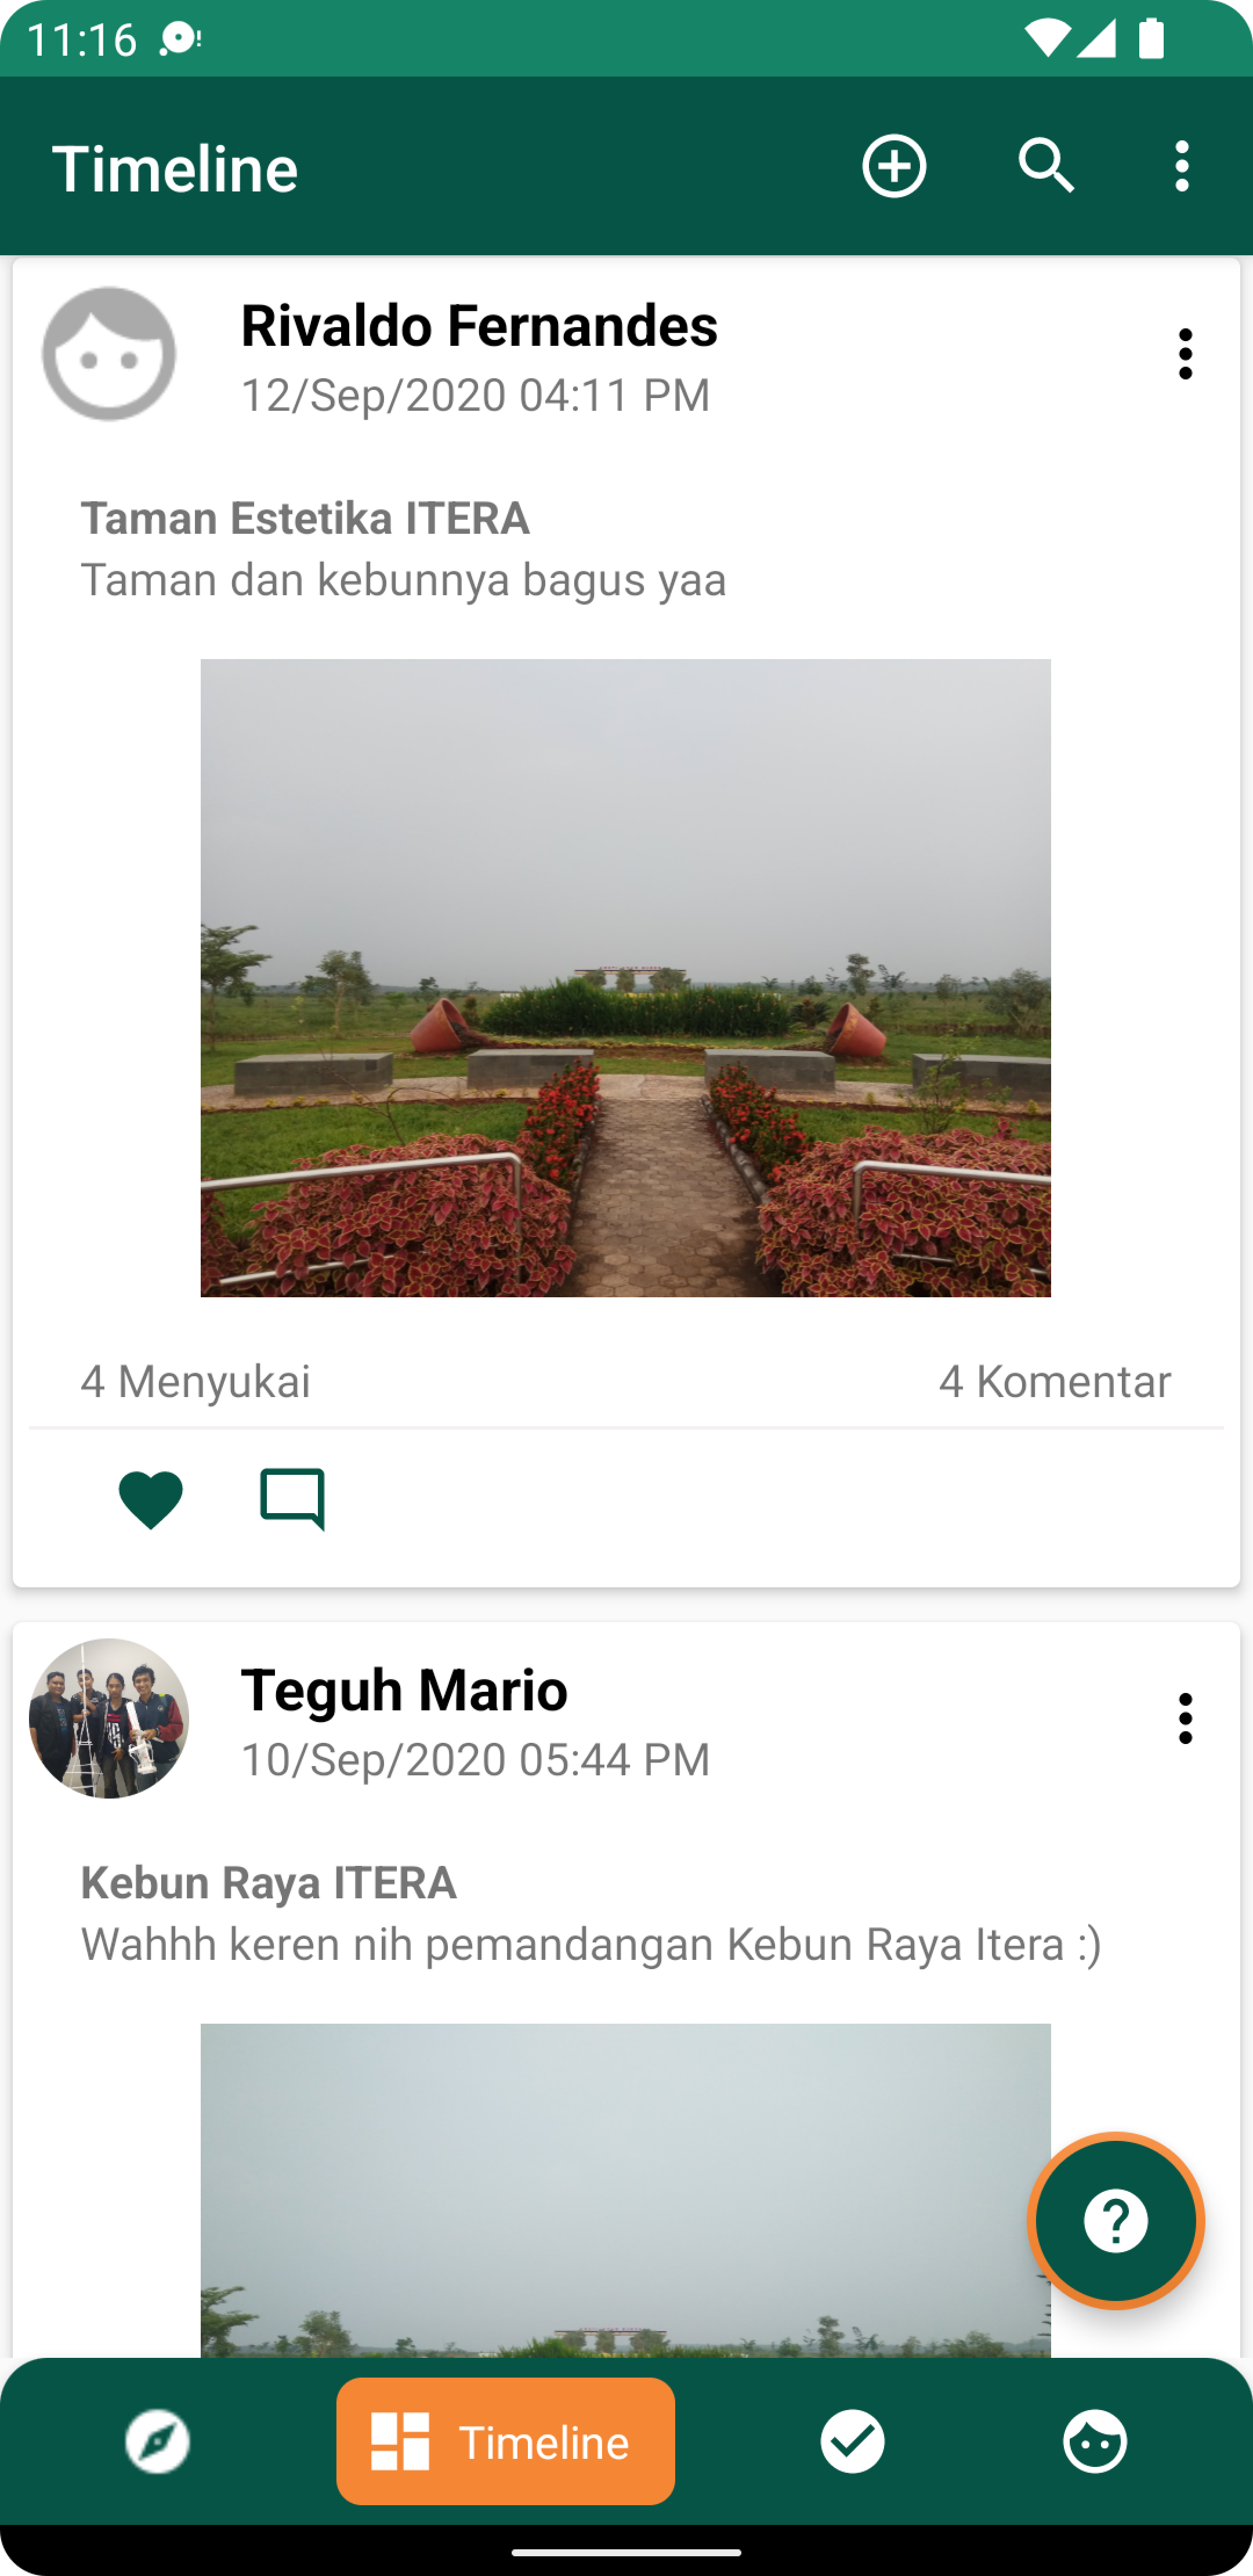 11:16
Timeline
Rivaldo Fernandes
12/Sep/2020 04:11 PM
Taman Estetika ITERA
Taman dan kebunnya bagus yaa
4 Menyukai
4 Komentar
Teguh Mario
10/Sep/2020 05:44 PM
Kebun Raya ITERA
Wahhh keren nih pemandangan Kebun Raya Itera :)
Timeline